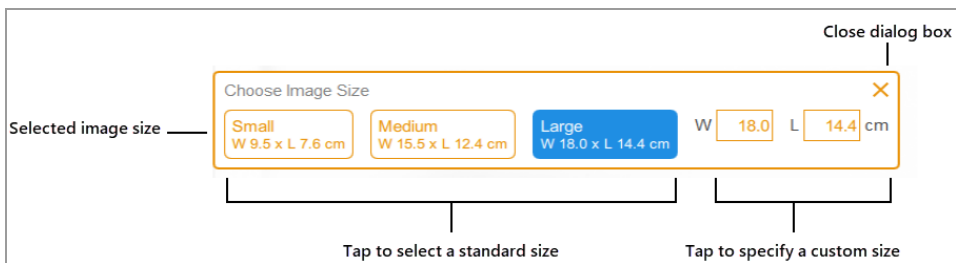 Close dialog box
Choose Image Size
Selected image size
Small
W 9.5 x L 7.6 cm
Medium
W 15.5 x L 12.4 cm
Large
W 18.0 x L 14.4 cm
W 18.0 L 14.4 cm
Tap to select a standard size
Tap to specify a custom size